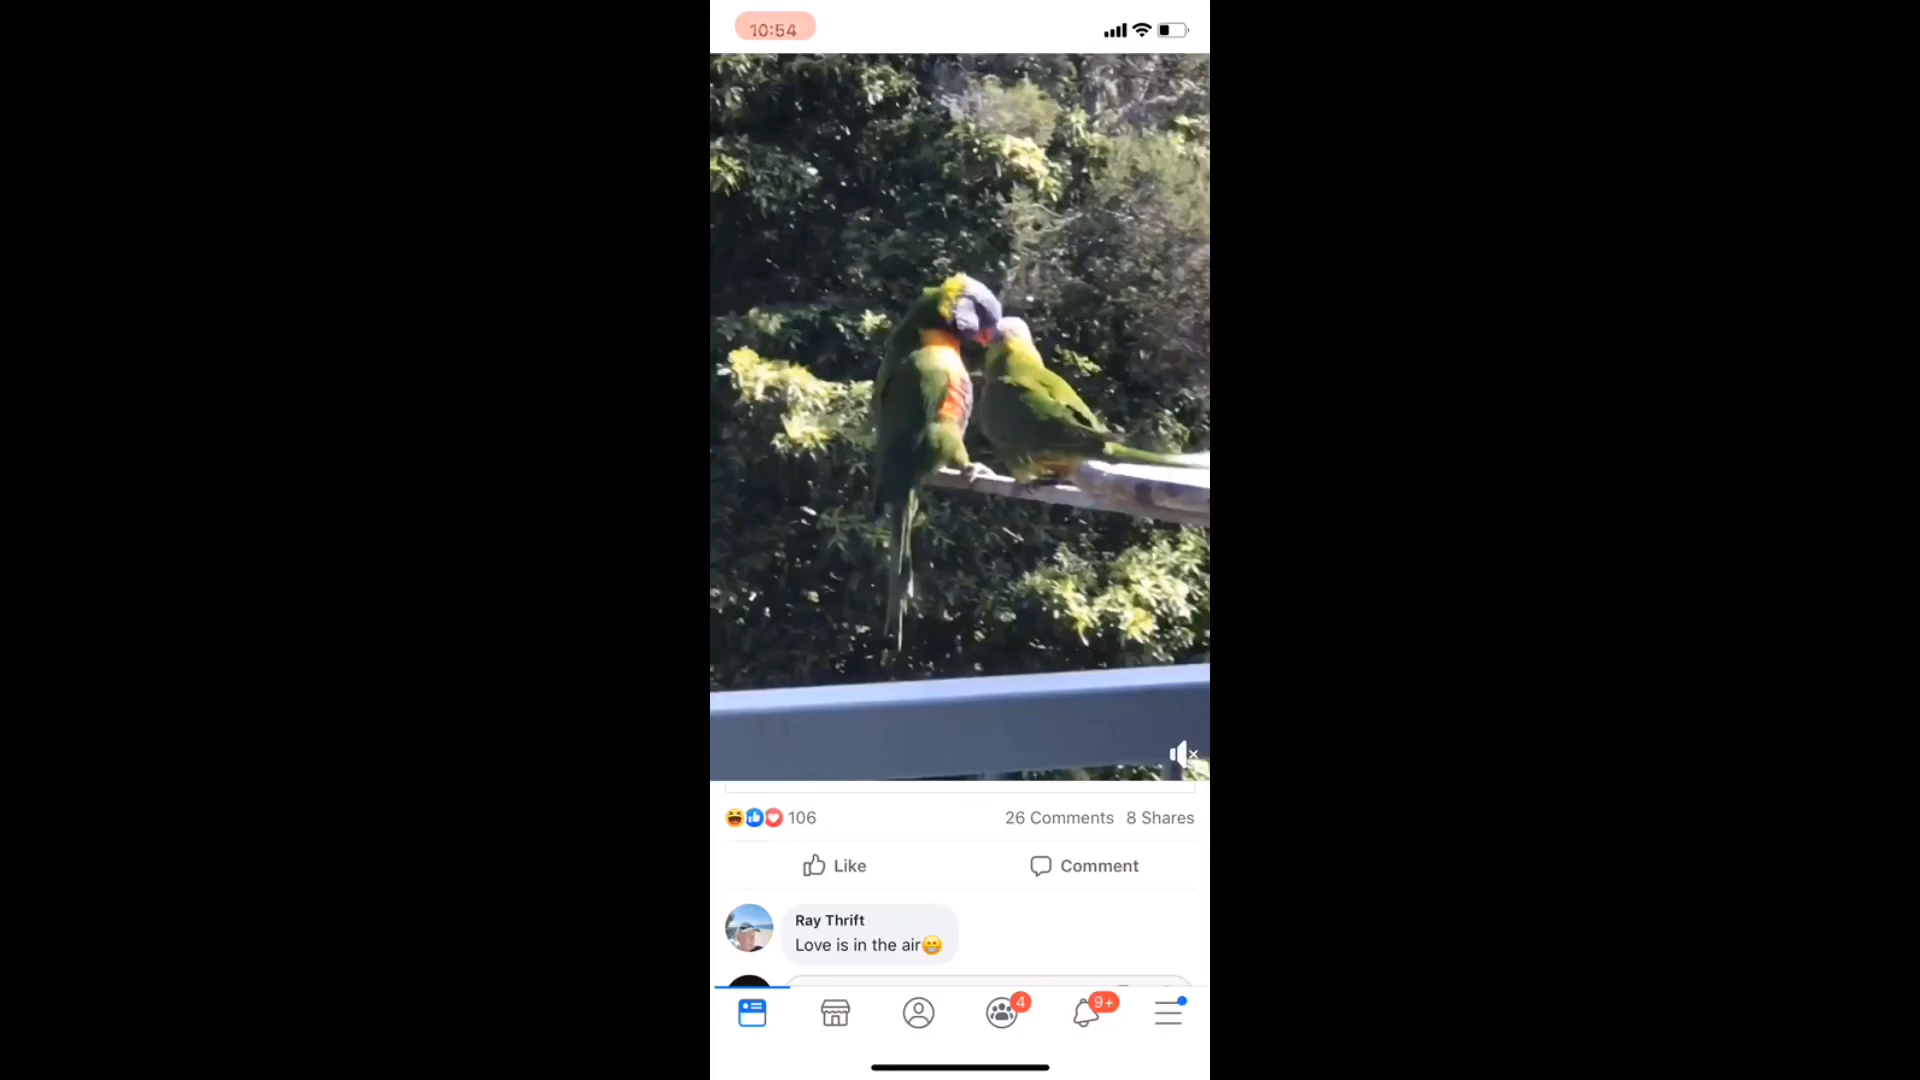 10:54
106
26 Comments 8 Shares
Like
Comment
Ray Thrift
Love is in the air😁
4
9+